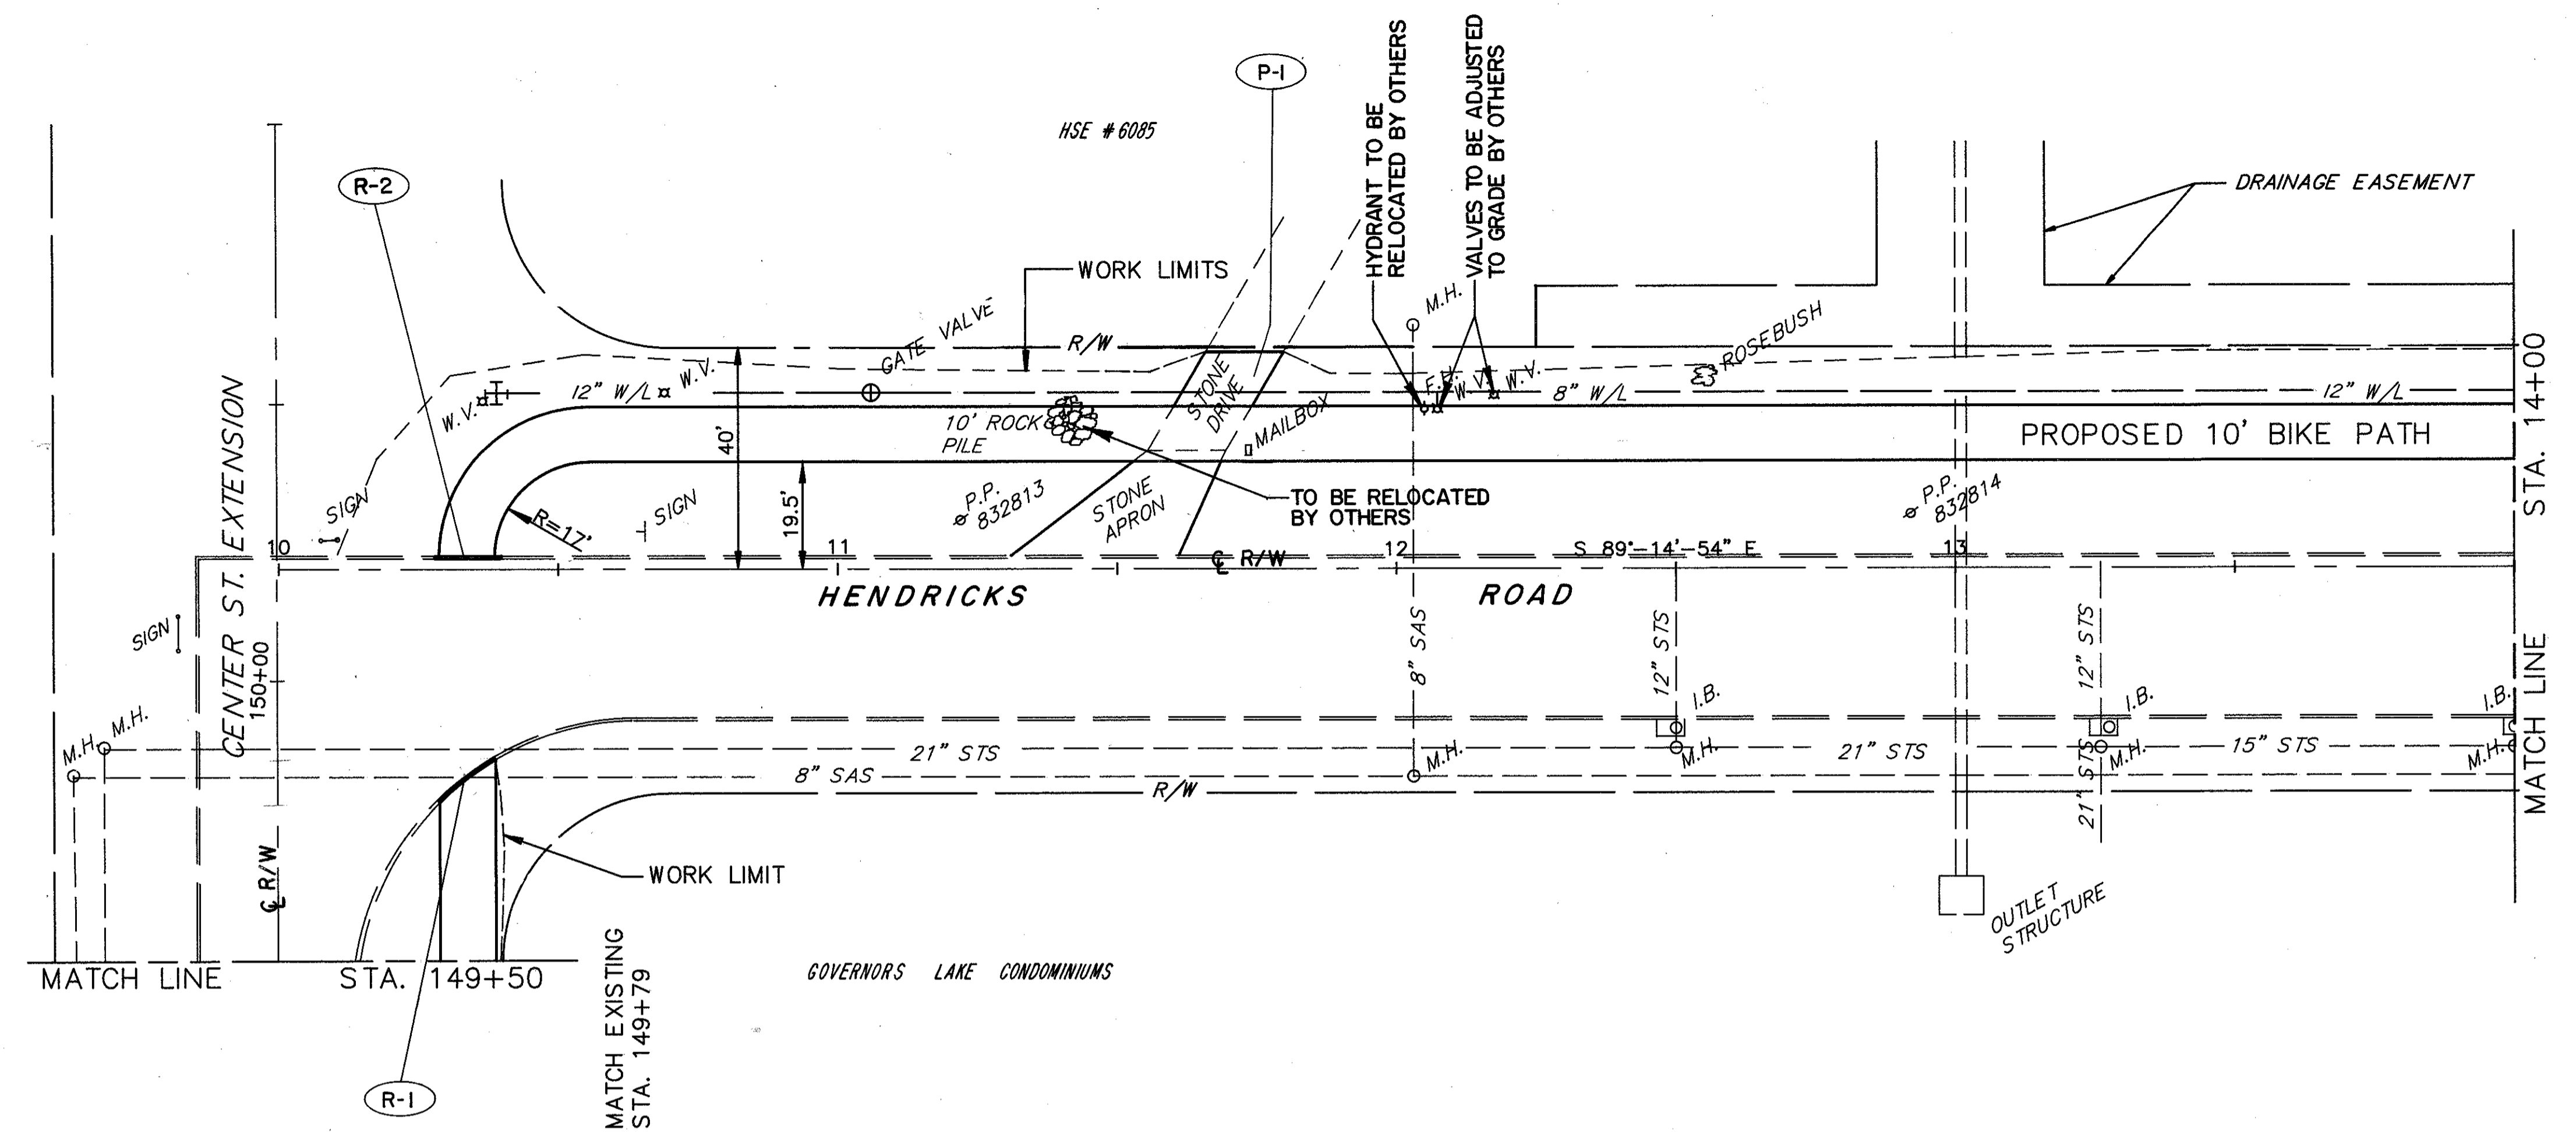 P-1
HSE #6085
R-2
HYDRANT TO BE
RELOCATED BY OTHERS
VALVES TO BE ADJUSTED
TO GRADE BY OTHERS
DRAINAGE EASEMENT
WORK LIMITS
M.H.
GATE VALVE
R/W
ROSEBUSH
W.V.
12" W/L
W.V.
STONE
DRIVE
F.H.
W.V.
W.V.
8" W/L
12" W/L
10' ROCK
PILE
MAILBOX
40'
PROPOSED 10' BIKE PATH
STA. 14+00
SIGN
R=17'
SIGN
19.5'
P.P.
832813
STONE
APRON
TO BE RELOCATED
BY OTHERS
P.P.
832814
CENTER ST. EXTENSION
10
11
℄ R/W
12
S 89°-14'-54" E
13
HENDRICKS
ROAD
SIGN
150+00
8" SAS
12" STS
12" STS
MATCH LINE
M.H.
M.H.
I.B.
I.B.
I.B.
21" STS
8" SAS
M.H.
M.H.
21" STS
21" STS
M.H.
15" STS
M.H.
R/W
℄ R/W
WORK LIMIT
OUTLET
STRUCTURE
MATCH LINE
STA. 149+50
MATCH EXISTING
STA. 149+79
GOVERNORS LAKE CONDOMINIUMS
R-1